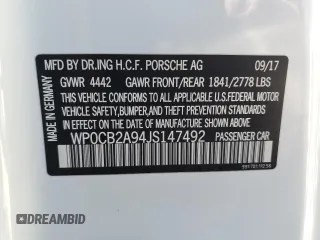 MFD BY DR.ING H.C.F. PORSCHE AG 09/17
GVWR 4442 GAWR FRONT/REAR 1841/2778 LBS
THIS VEHICLE CONFORMS TO ALL APPLICABLE U.S.FEDERAL MOTOR
VEHICLE SAFETY,BUMPER,AND THEFT PREVENTION STANDARDS
IN EFFECT ON THE DATE OF MANUFACTURE SHOWN ABOVE.
WP0CB2A94JS147492 PASSENGER CAR
MADE IN GERMANY
©AUTOBIDMASTER